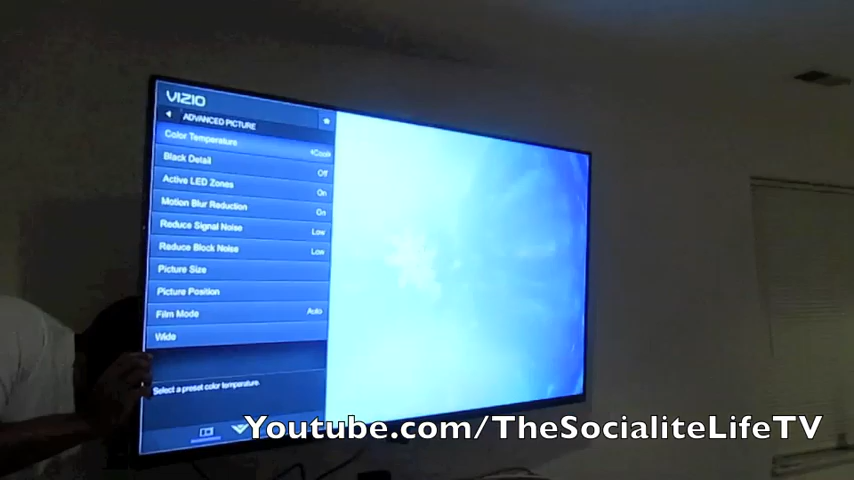 VIZIO
ADVANCED PICTURE
Color Temperature Cool
Black Detail Off
Active LED Zones On
Motion Blur Reduction On
Reduce Signal Noise Low
Reduce Block Noise Low
Picture Size
Picture Position
Film Mode Auto
Wide
Select a preset color temperature.
Youtube.com/TheSocialiteLifeTV